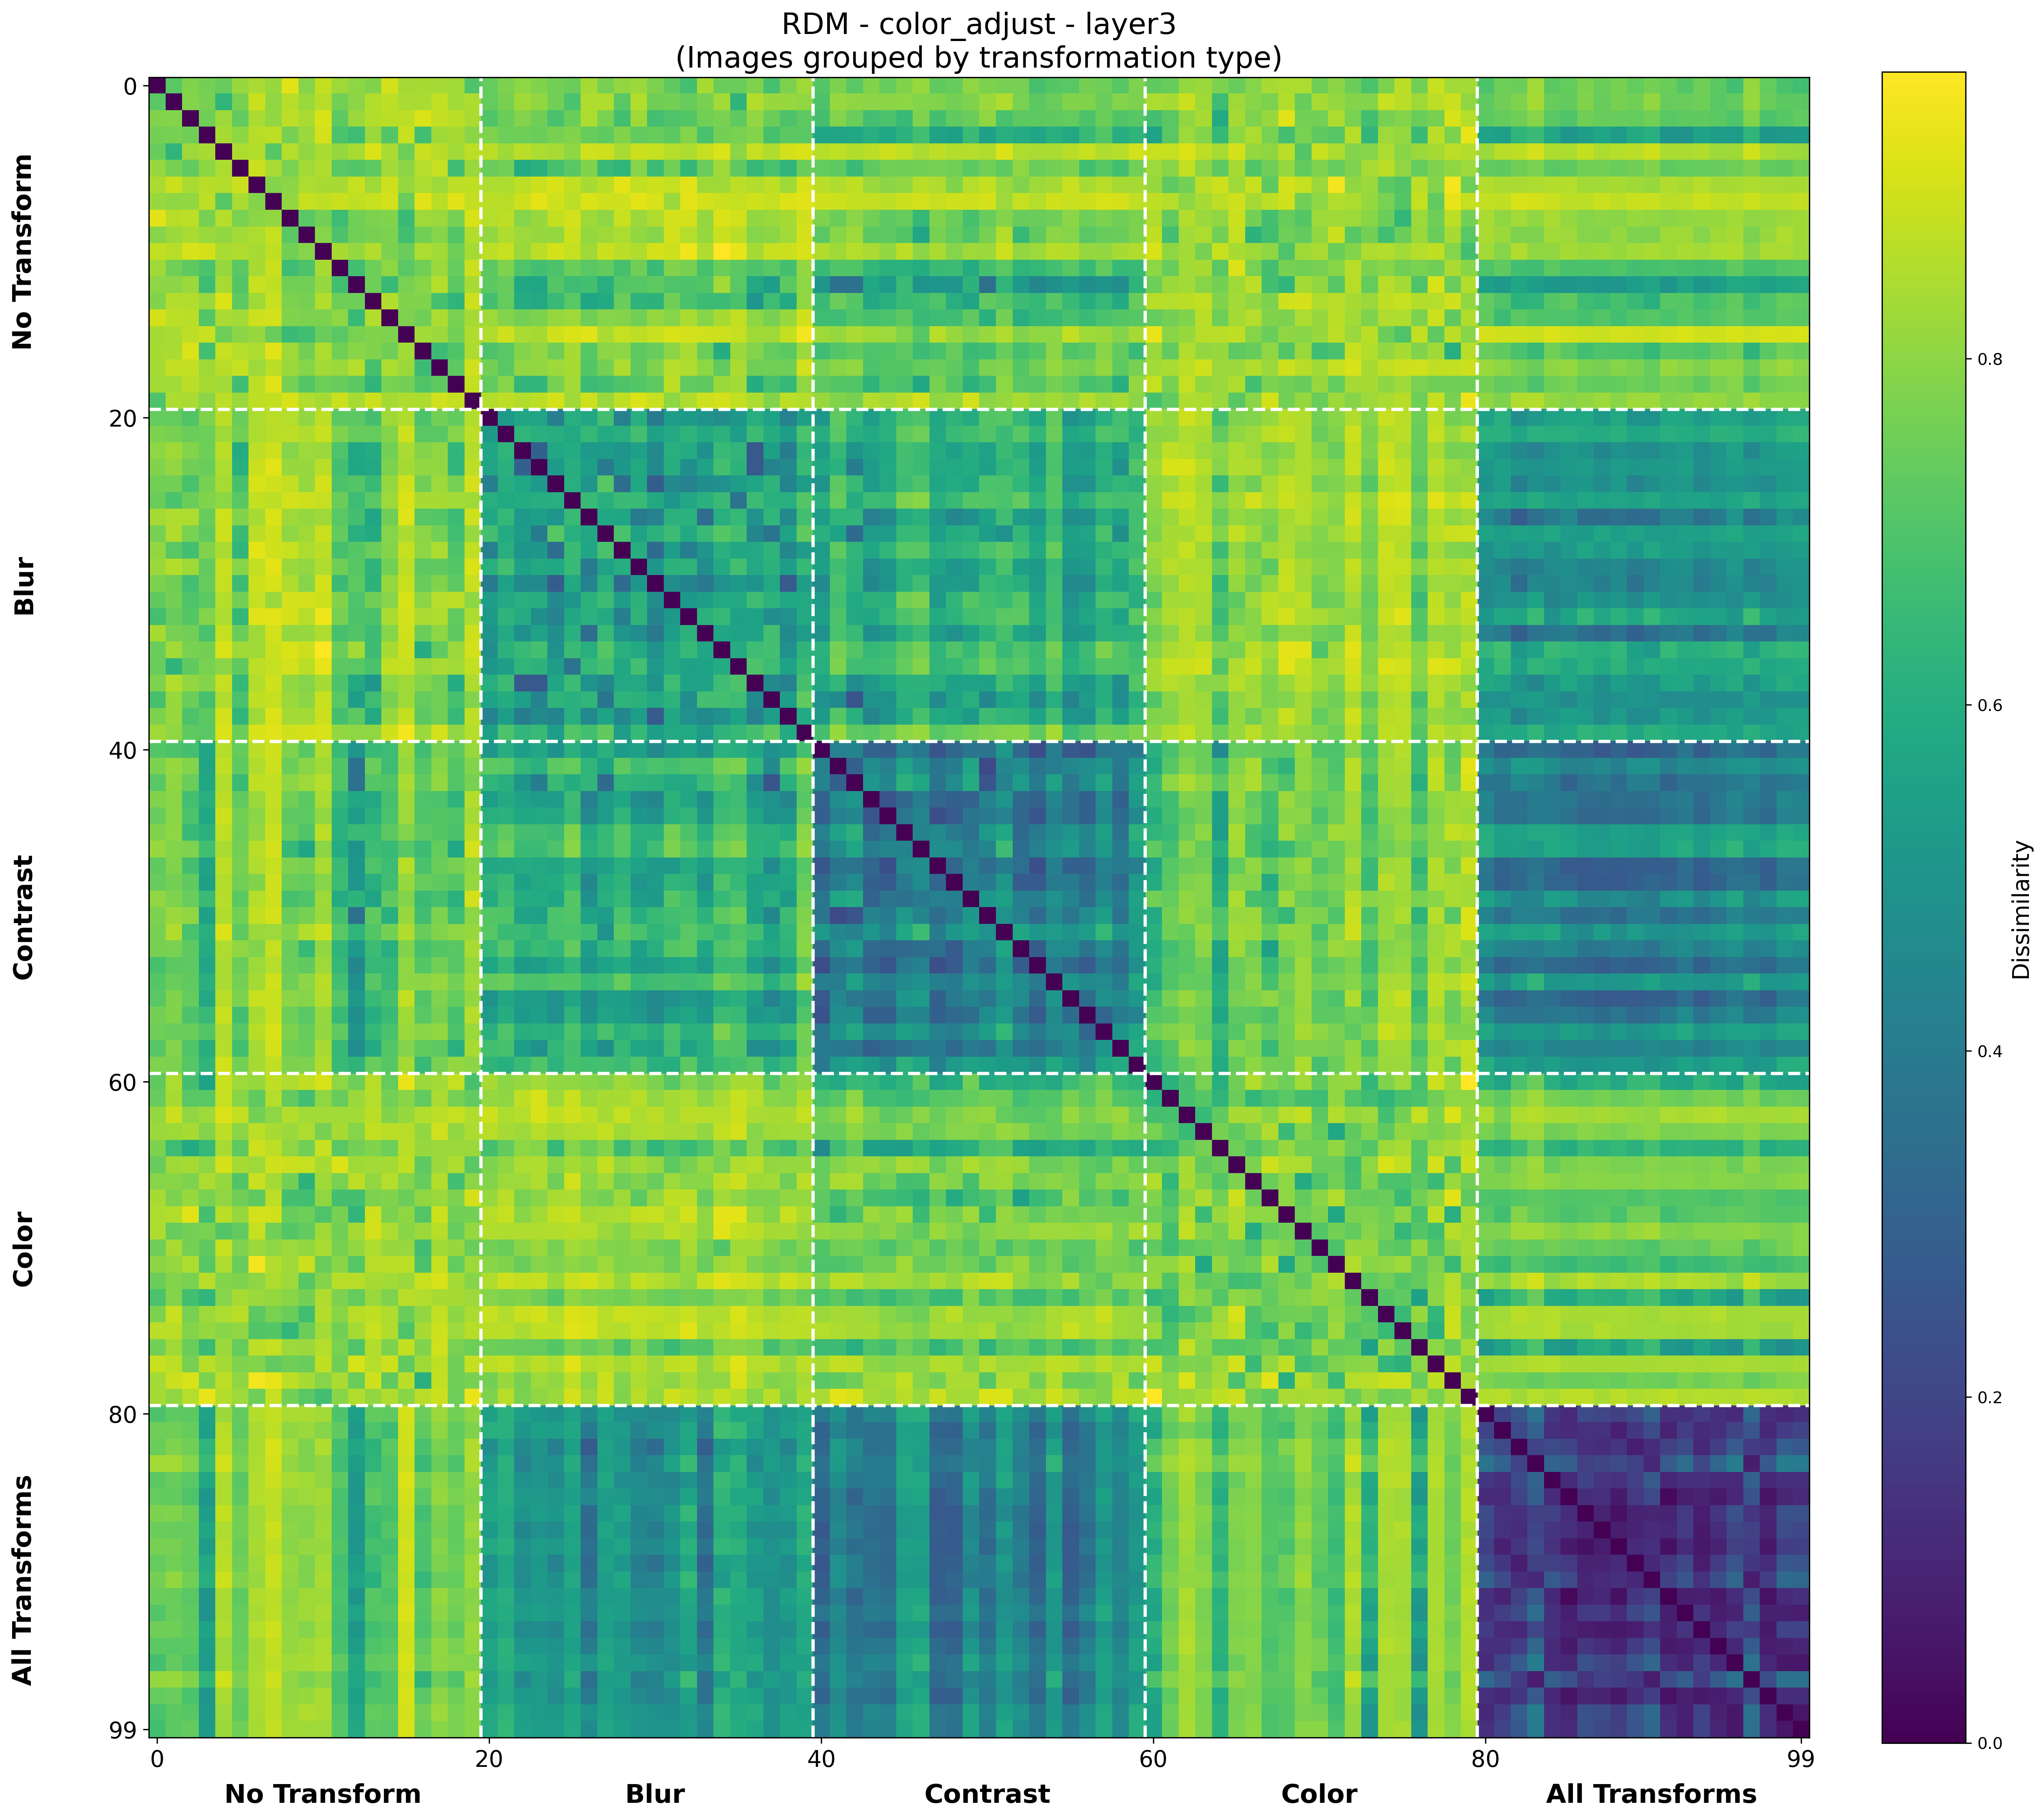 RDM - color_adjust - layer3
(Images grouped by transformation type)
0
20
40
60
80
99
No Transform
Blur
Contrast
Color
All Transforms
0
20
40
60
80
99
No Transform
Blur
Contrast
Color
All Transforms
0.8
0.6
0.4
0.2
0.0
Dissimilarity